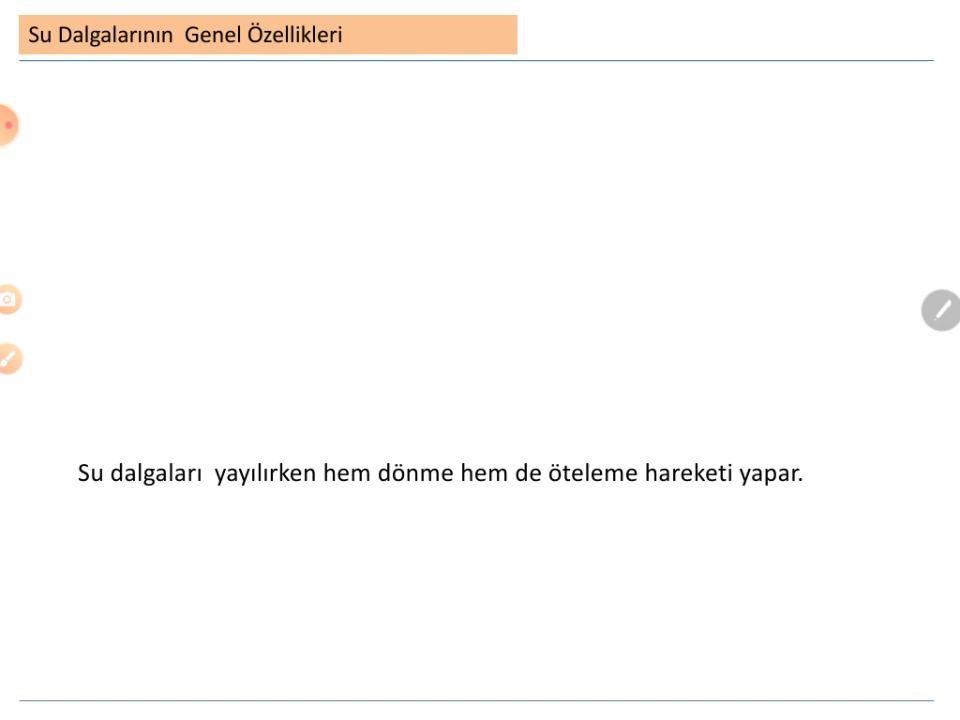 Su Dalgalarının  Genel Özellikleri
Su dalgaları  yayılırken hem dönme hem de öteleme hareketi yapar.